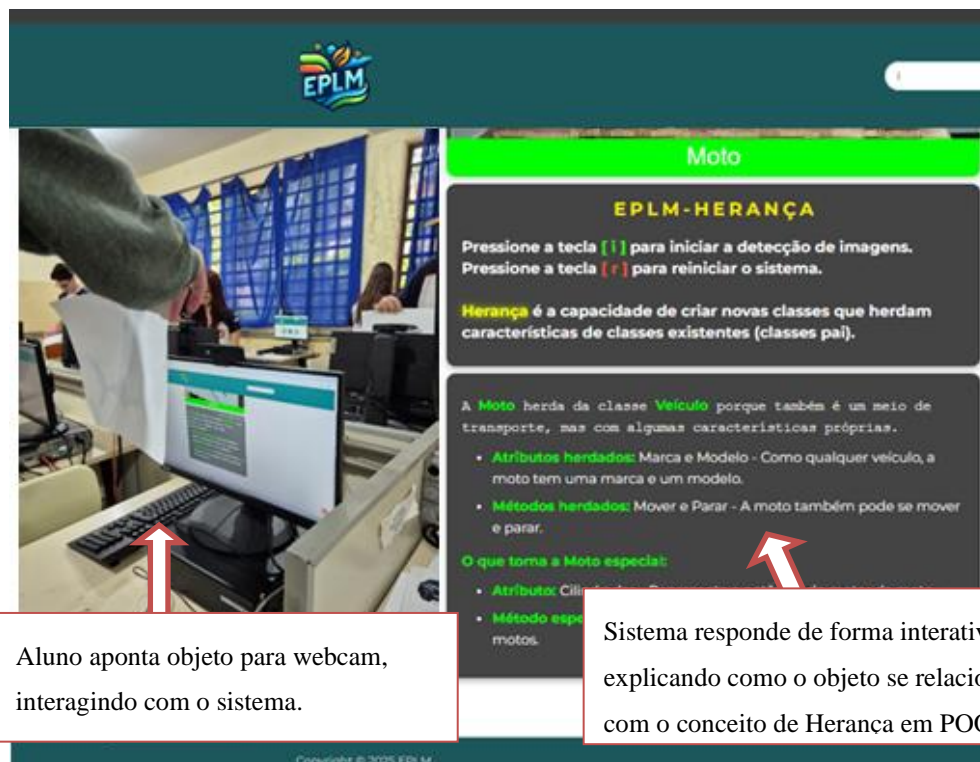 EPLM
Moto
EPLM-HERANÇA
Pressione a tecla [i] para iniciar a detecção de imagens.
Pressione a tecla [r] para reiniciar o sistema.
Herança é a capacidade de criar novas classes que herdam
características de classes existentes (classes pai).
A Moto herda da classe Veículo porque também é um meio de
transporte, mas com algumas características próprias.
• Atributos herdados: Marca e Modelo - Como qualquer veículo, a
moto tem uma marca e um modelo.
• Métodos herdados: Mover e Parar - A moto também pode se mover
e parar.
O que torna a Moto especial:
• Atributo:
• Método
motos.
Aluno aponta objeto para webcam,
interagindo com o sistema.
Sistema responde de forma interativ
explicando como o objeto se relacio
com o conceito de Herança em POO
Copyright © 2025 EPLM